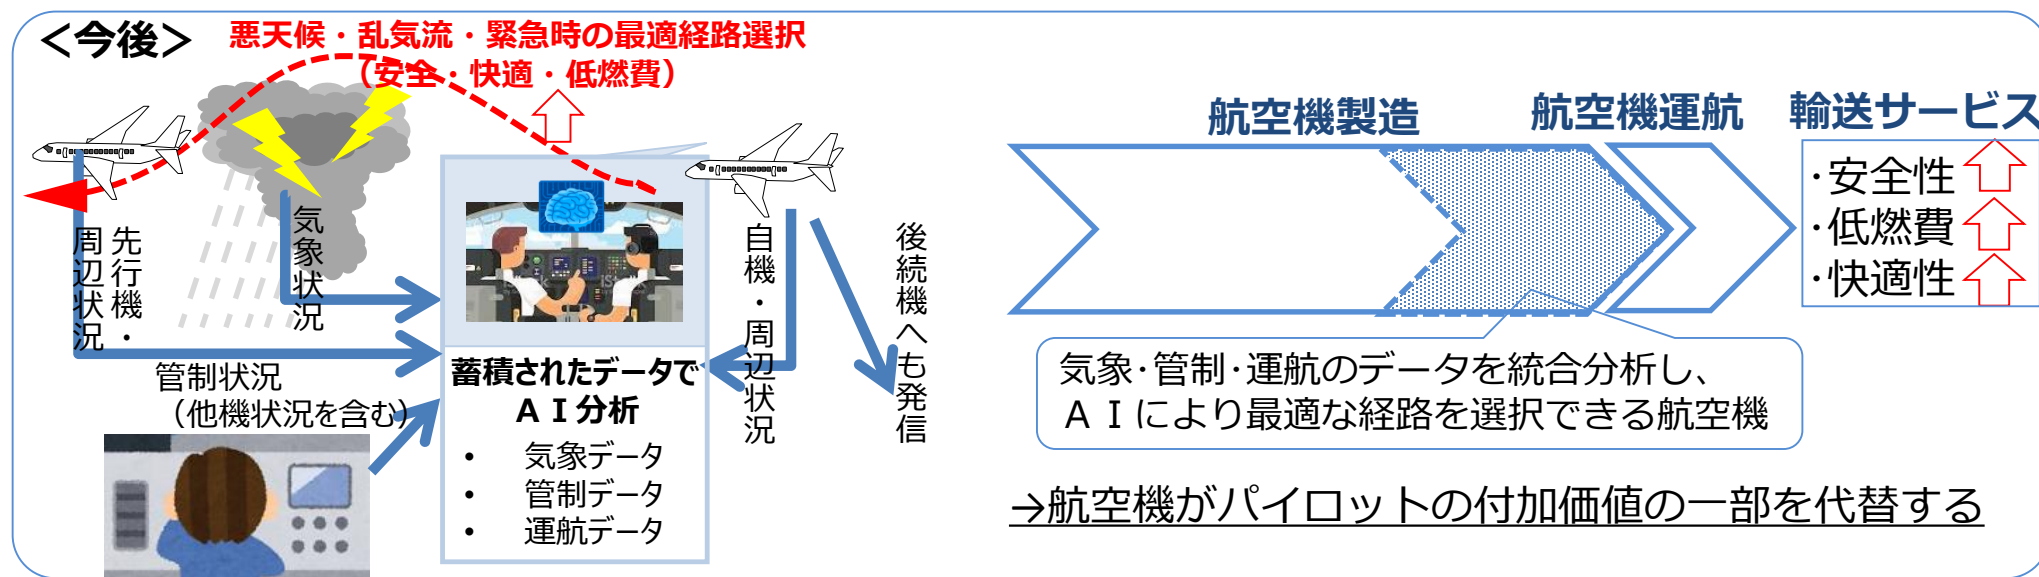 ＜今後＞
悪天候・乱気流・緊急時の最適経路選択
（安全・快適・低燃費）
先行機・
周辺状況
気象状況
管制状況
（他機状況を含む）
蓄積されたデータで
ＡＩ分析
• 気象データ
• 管制データ
• 運航データ
自機・周辺状況
後続機へも発信
航空機製造
航空機運航
輸送サービス
・安全性
・低燃費
・快適性
気象・管制・運航のデータを統合分析し、
ＡＩにより最適な経路を選択できる航空機
→航空機がパイロットの付加価値の一部を代替する